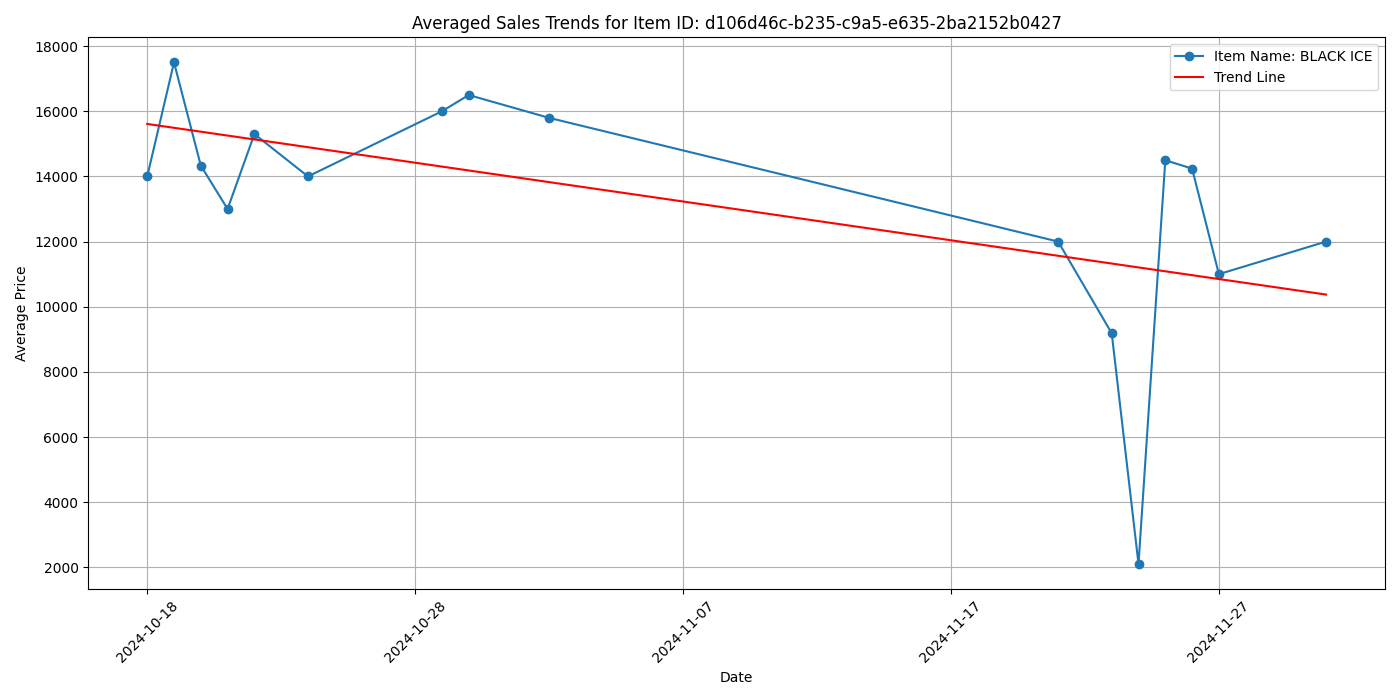 Averaged Sales Trends for Item ID: d106d46c-b235-c9a5-e635-2ba2152b0427
Item Name: BLACK ICE
Trend Line
Average Price
18000
16000
14000
12000
10000
8000
6000
4000
2000
2024-10-18
2024-10-28
2024-11-07
2024-11-17
2024-11-27
Date